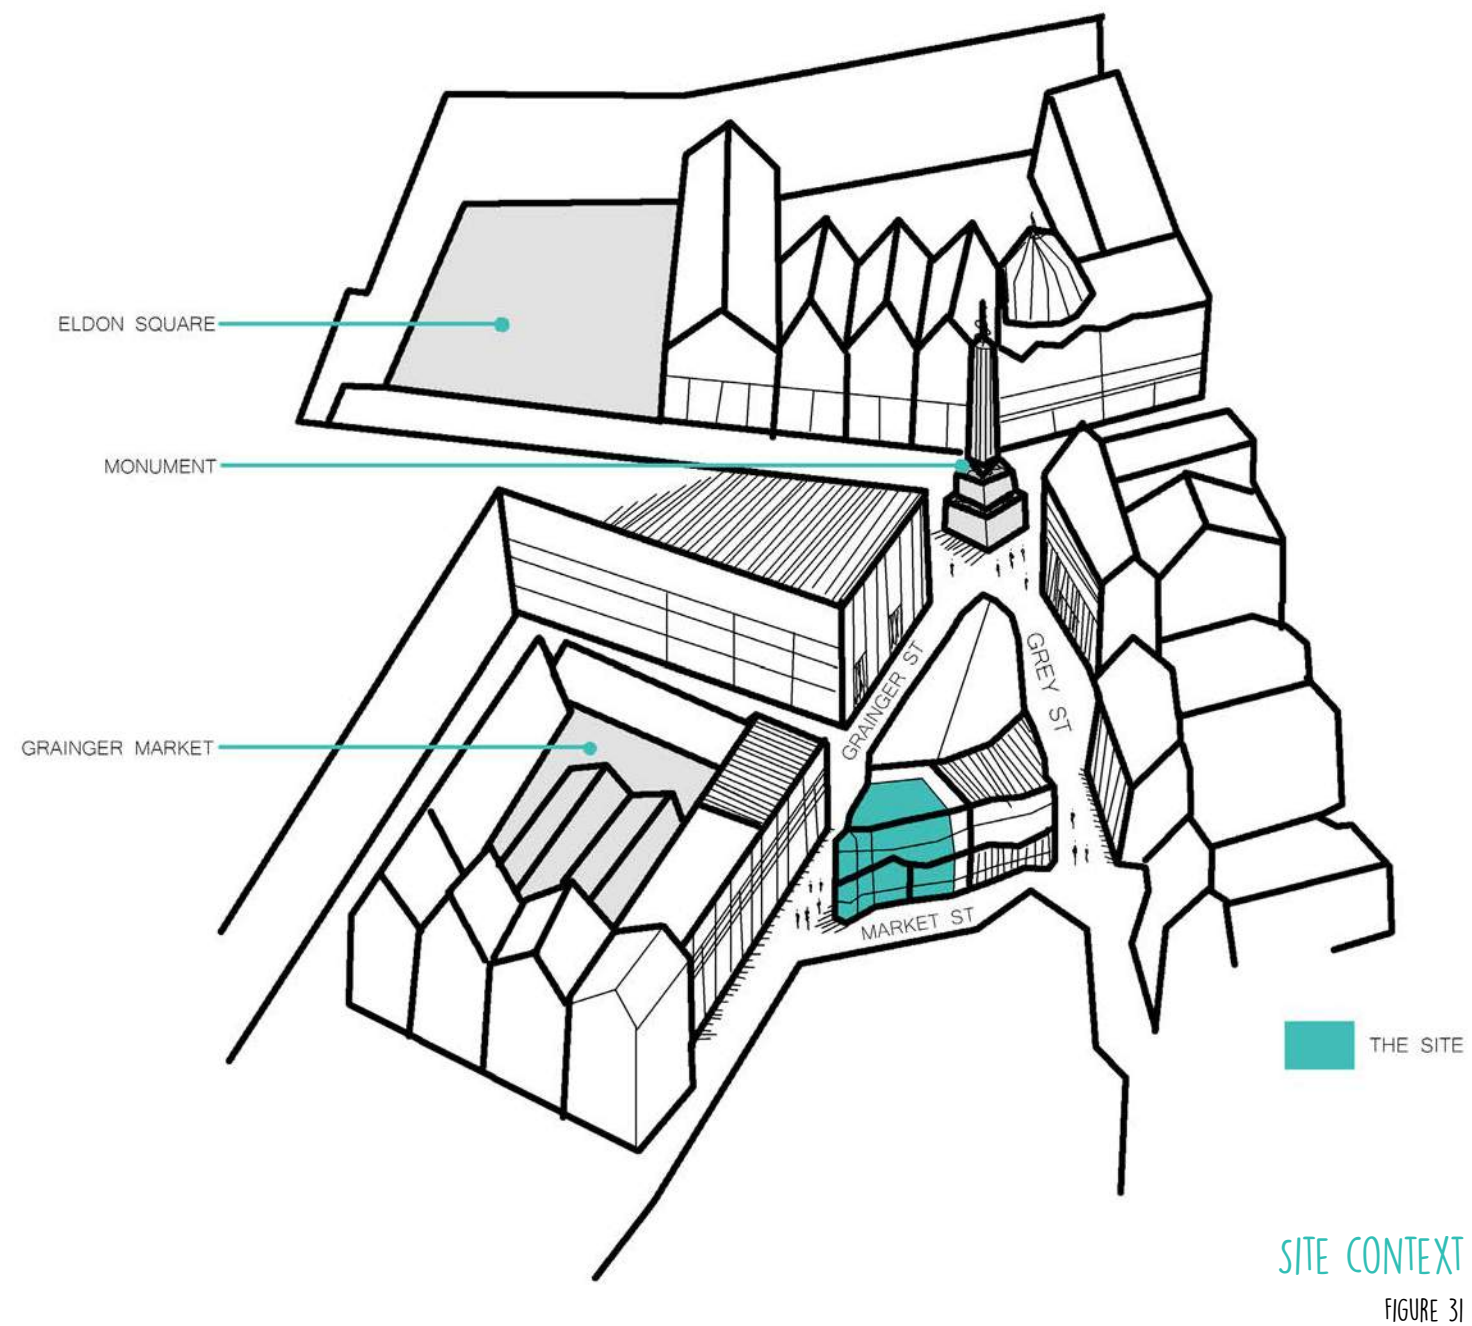 ELDON SQUARE
MONUMENT
GRAINGER ST
GREY ST
GRAINGER MARKET
MARKET ST
THE SITE
SITE CONTEXT
FIGURE 31